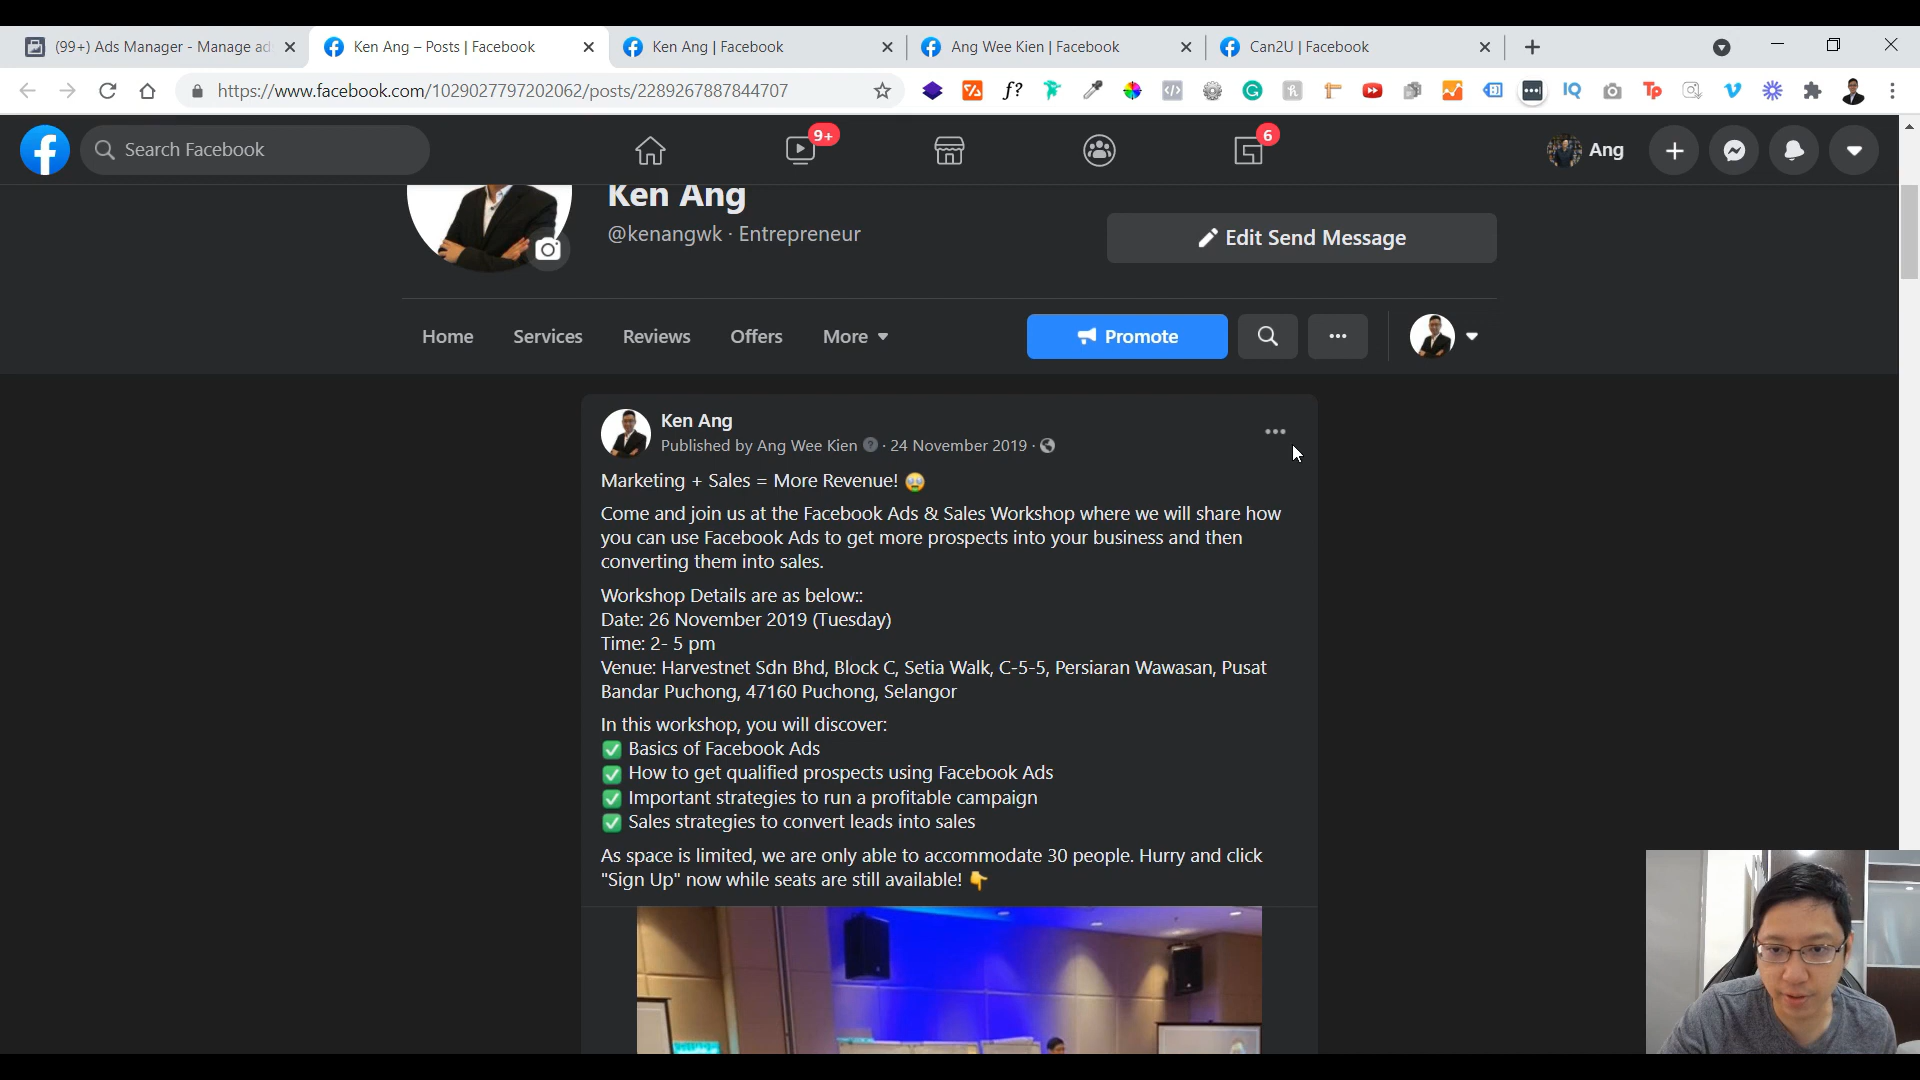 (99+) Ads Manager - Manage ad
Ken Ang – Posts | Facebook
Ken Ang | Facebook
Ang Wee Kien | Facebook
Can2U | Facebook
https://www.facebook.com/1029027797202062/posts/2289267887844707
Search Facebook
9+
6
Ang
Ken Ang
@kenangwk · Entrepreneur
Edit Send Message
Home
Services
Reviews
Offers
More
Promote
Ken Ang
Published by Ang Wee Kien · 24 November 2019 ·
Marketing + Sales = More Revenue! 🤑
Come and join us at the Facebook Ads & Sales Workshop where we will share how
you can use Facebook Ads to get more prospects into your business and then
converting them into sales.
Workshop Details are as below::
Date: 26 November 2019 (Tuesday)
Time: 2- 5 pm
Venue: Harvestnet Sdn Bhd, Block C, Setia Walk, C-5-5, Persiaran Wawasan, Pusat
Bandar Puchong, 47160 Puchong, Selangor
In this workshop, you will discover:
✅ Basics of Facebook Ads
✅ How to get qualified prospects using Facebook Ads
✅ Important strategies to run a profitable campaign
✅ Sales strategies to convert leads into sales
As space is limited, we are only able to accommodate 30 people. Hurry and click
"Sign Up" now while seats are still available! 👇